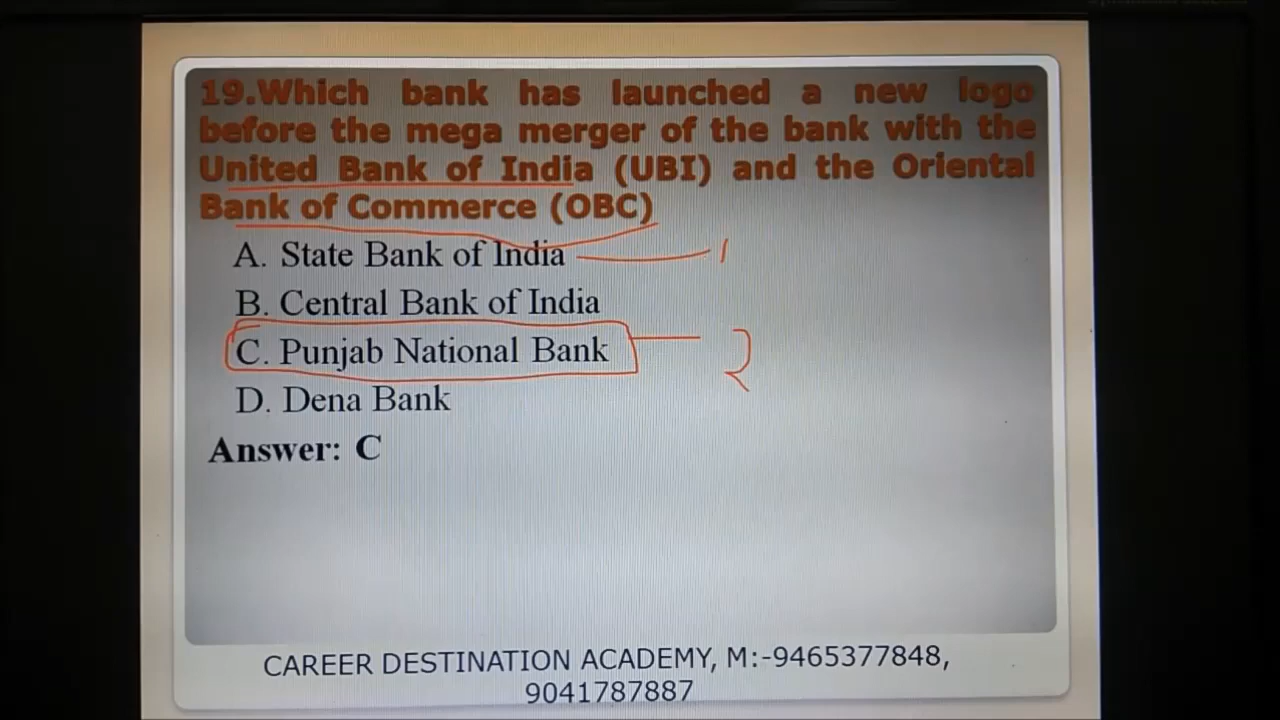 19.Which bank has launched a new logo
before the mega merger of the bank with the
United Bank of India (UBI) and the Oriental
Bank of Commerce (OBC)
A. State Bank of India 1
B. Central Bank of India
C. Punjab National Bank 2
D. Dena Bank
Answer: C
CAREER DESTINATION ACADEMY, M:-9465377848,
9041787887